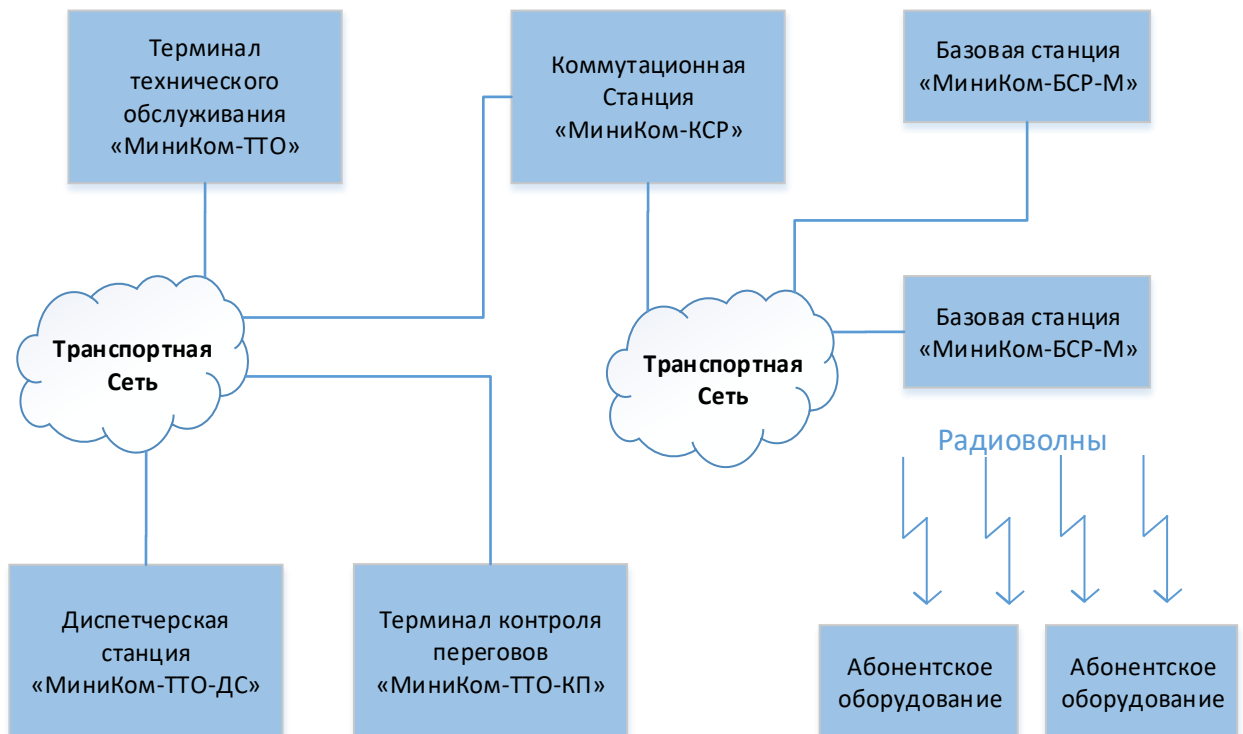 Терминал
технического
обслуживания
«МиниКом-ТТО»
Коммутационная
Станция
«МиниКом-КСР»
Базовая станция
«МиниКом-БСР-М»
Базовая станция
«МиниКом-БСР-М»
Транспортная
Сеть
Транспортная
Сеть
Радиоволны
Диспетчерская
станция
«МиниКом-ТТО-ДС»
Терминал контроля
переговов
«МиниКом-ТТО-КП»
Абонентское
оборудование
Абонентское
оборудование